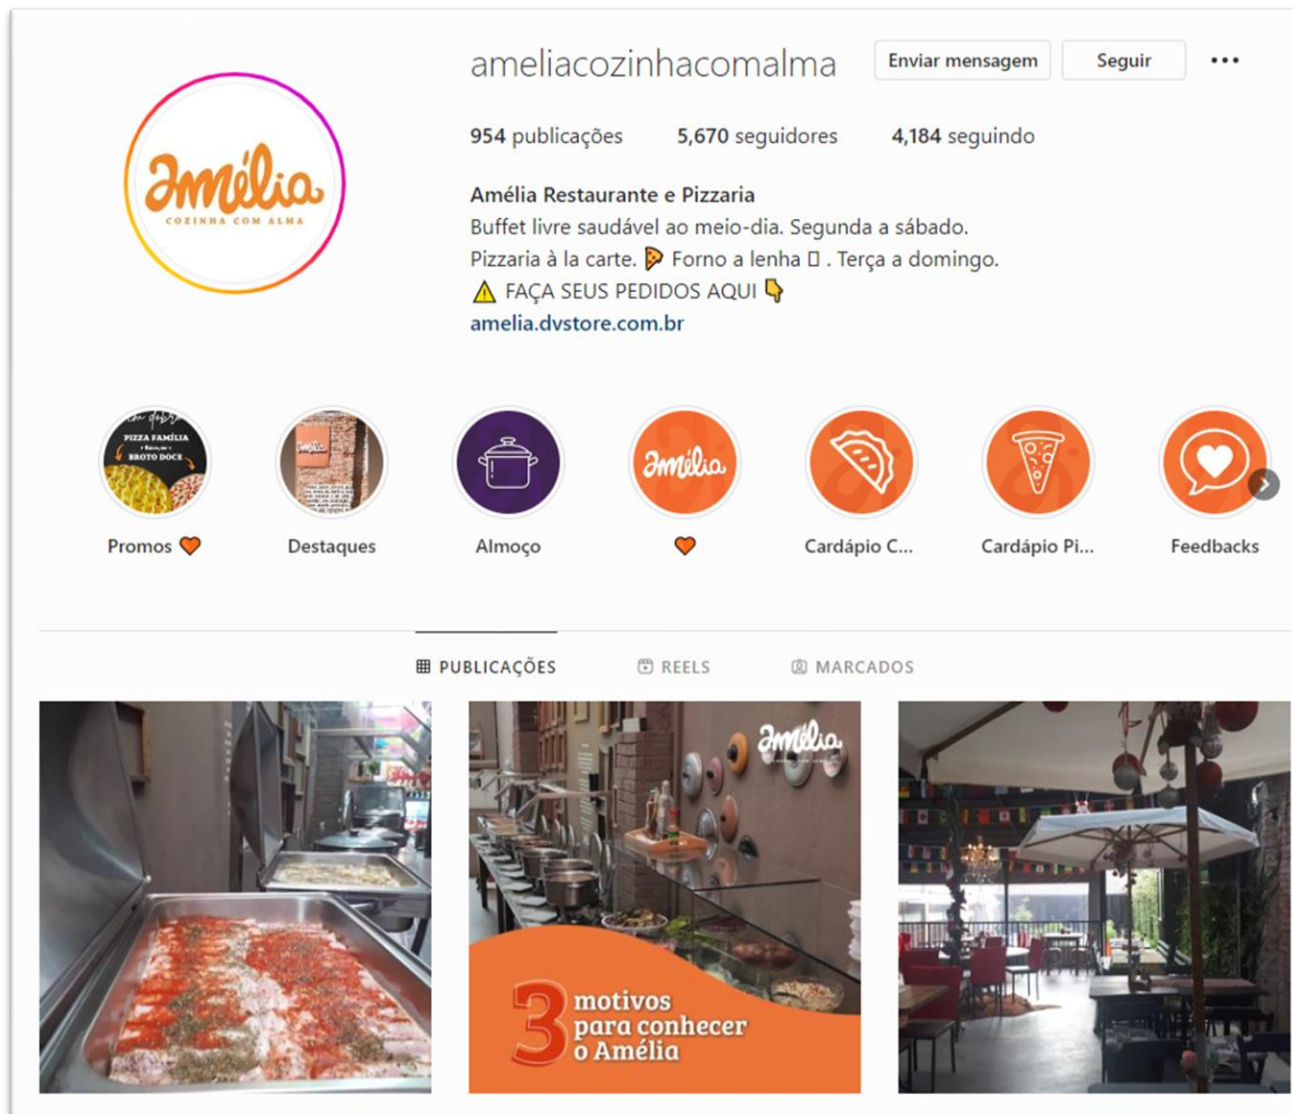 ameliacozinhacomalma Enviar mensagem Seguir
954 publicações 5,670 seguidores 4,184 seguindo
Amélia
COZINHA COM ALMA
Amélia Restaurante e Pizzaria
Buffet livre saudável ao meio-dia. Segunda a sábado.
Pizzaria à la carte. 🍕 Forno a lenha . Terça a domingo.
⚠ FAÇA SEUS PEDIDOS AQUI 👇
amelia.dvstore.com.br
PIZZA FAMÍLIA
BROTO DOCE
amélia
amélia
Promos 🧡 Destaques Almoço 🧡 Cardápio C... Cardápio Pi... Feedbacks
PUBLICAÇÕES REELS MARCADOS
amélia
3 motivos
para conhecer
o Amélia